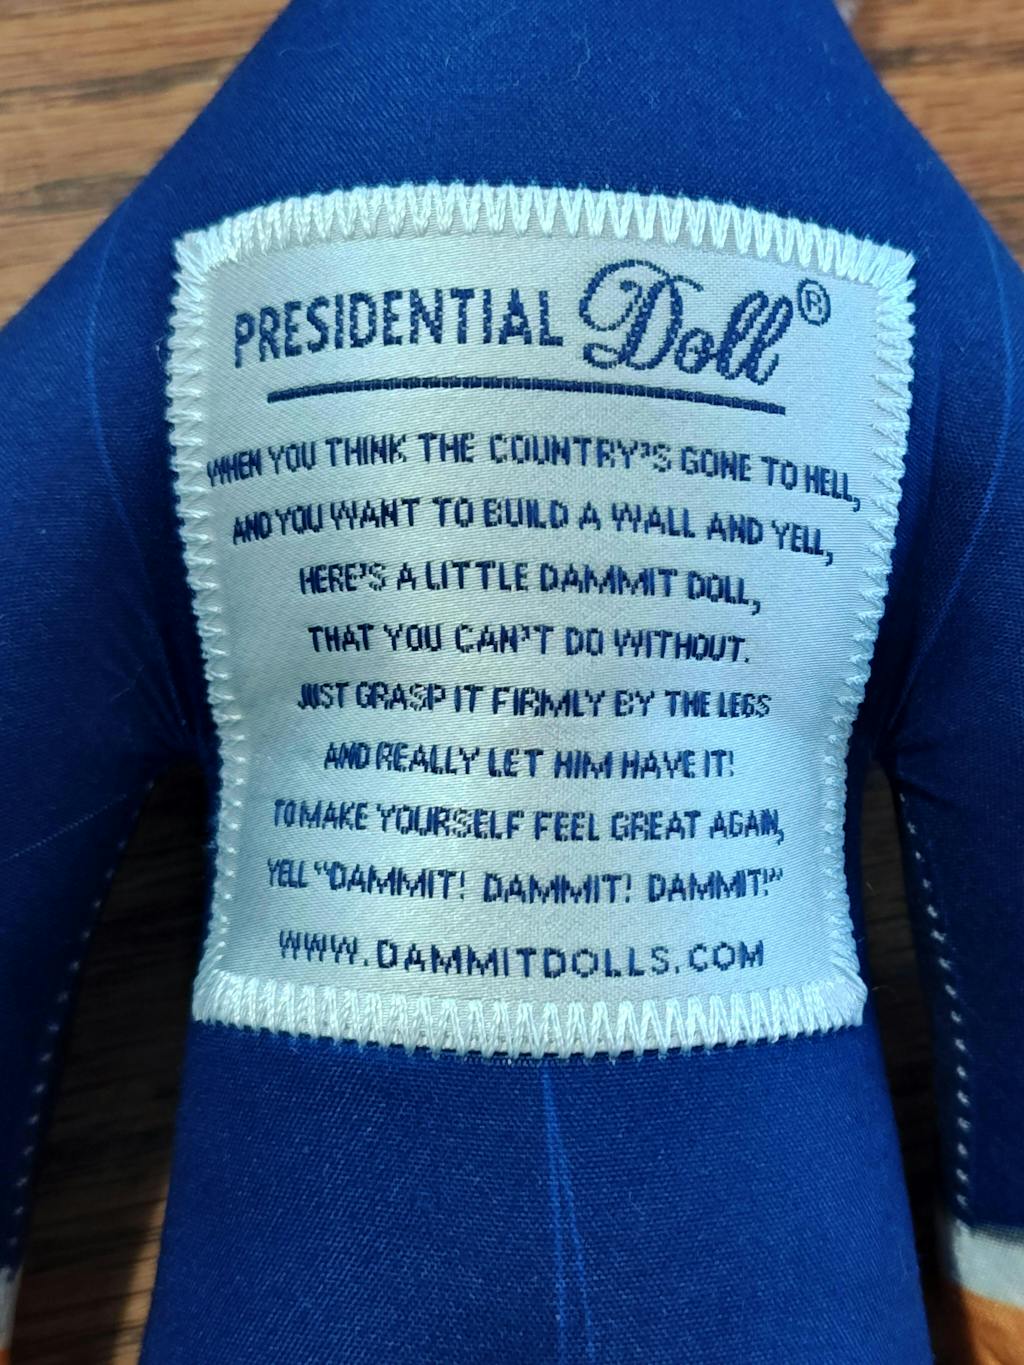 PRESIDENTIAL Doll®
WHEN YOU THINK THE COUNTRY'S GONE TO HELL,
AND YOU WANT TO BUILD A WALL AND YELL,
HERE'S A LITTLE DAMMIT DOLL,
THAT YOU CAN'T DO WITHOUT.
JUST GRASP IT FIRMLY BY THE LEGS
AND REALLY LET HIM HAVE IT!
TO MAKE YOURSELF FEEL GREAT AGAIN,
YELL "DAMMIT! DAMMIT! DAMMIT!"
WWW.DAMMITDOLLS.COM